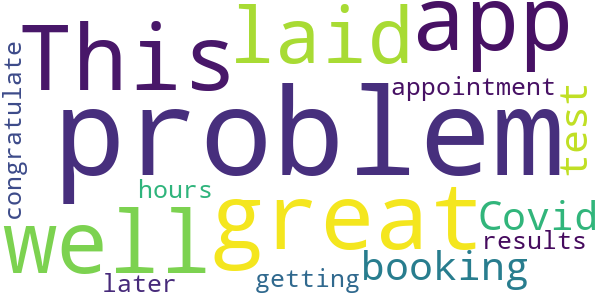 This laid app
congratulate
appointment
problem
test
hours
great
well
Covid
results
booking
later
getting